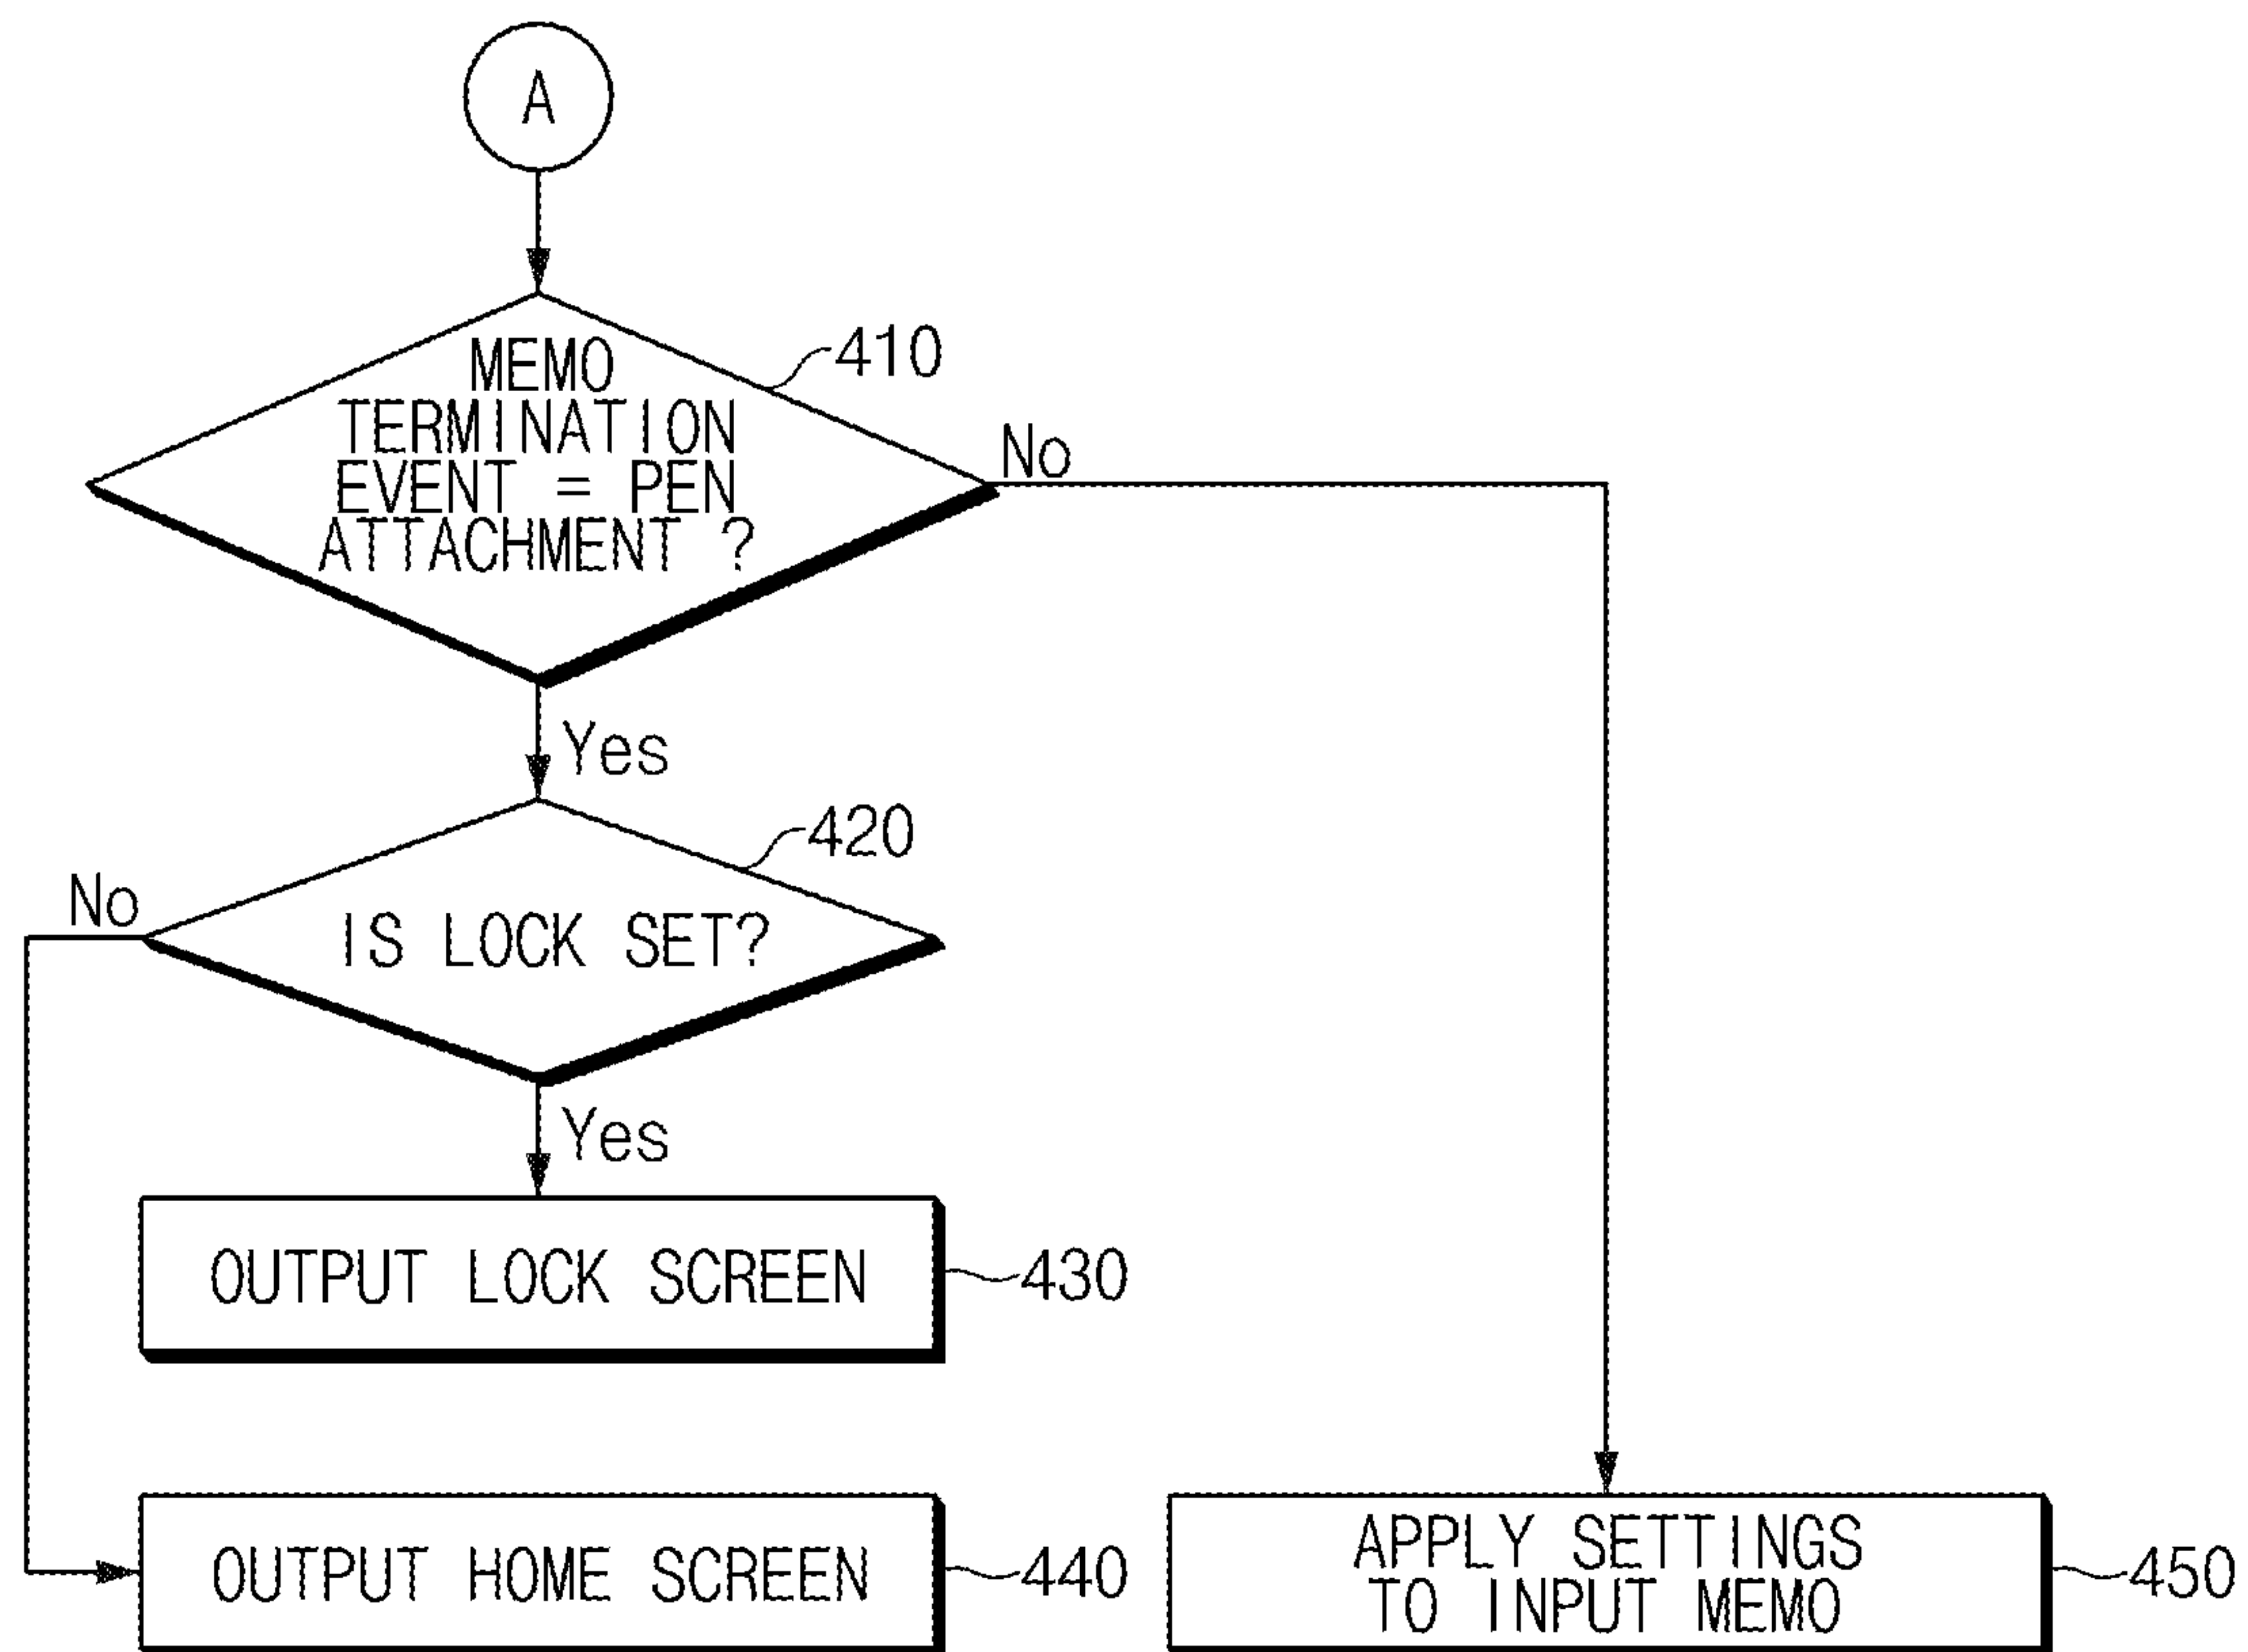 A
MEMO
TERMINATION
EVENT = PEN
ATTACHMENT ?
410
No
Yes
420
No
IS LOCK SET?
Yes
OUTPUT LOCK SCREEN
430
OUTPUT HOME SCREEN
440
APPLY SETTINGS
TO INPUT MEMO
450